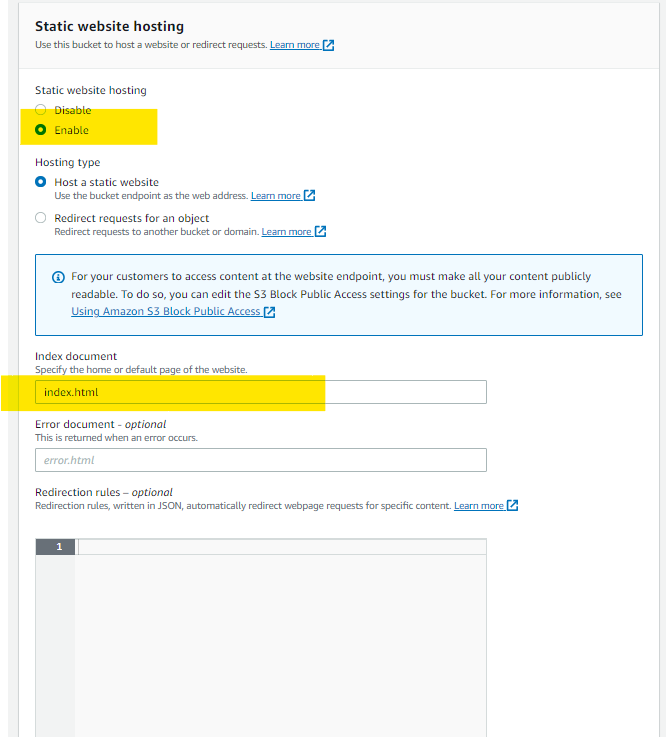 Static website hosting
Use this bucket to host a website or redirect requests. Learn more
Static website hosting
Disable
Enable
Hosting type
Host a static website
Use the bucket endpoint as the web address. Learn more
Redirect requests for an object
Redirect requests to another bucket or domain. Learn more
For your customers to access content at the website endpoint, you must make all your content publicly
readable. To do so, you can edit the S3 Block Public Access settings for the bucket. For more information, see
Using Amazon S3 Block Public Access
Index document
Specify the home or default page of the website.
index.html
Error document - optional
This is returned when an error occurs.
error.html
Redirection rules – optional
Redirection rules, written in JSON, automatically redirect webpage requests for specific content. Learn more
1